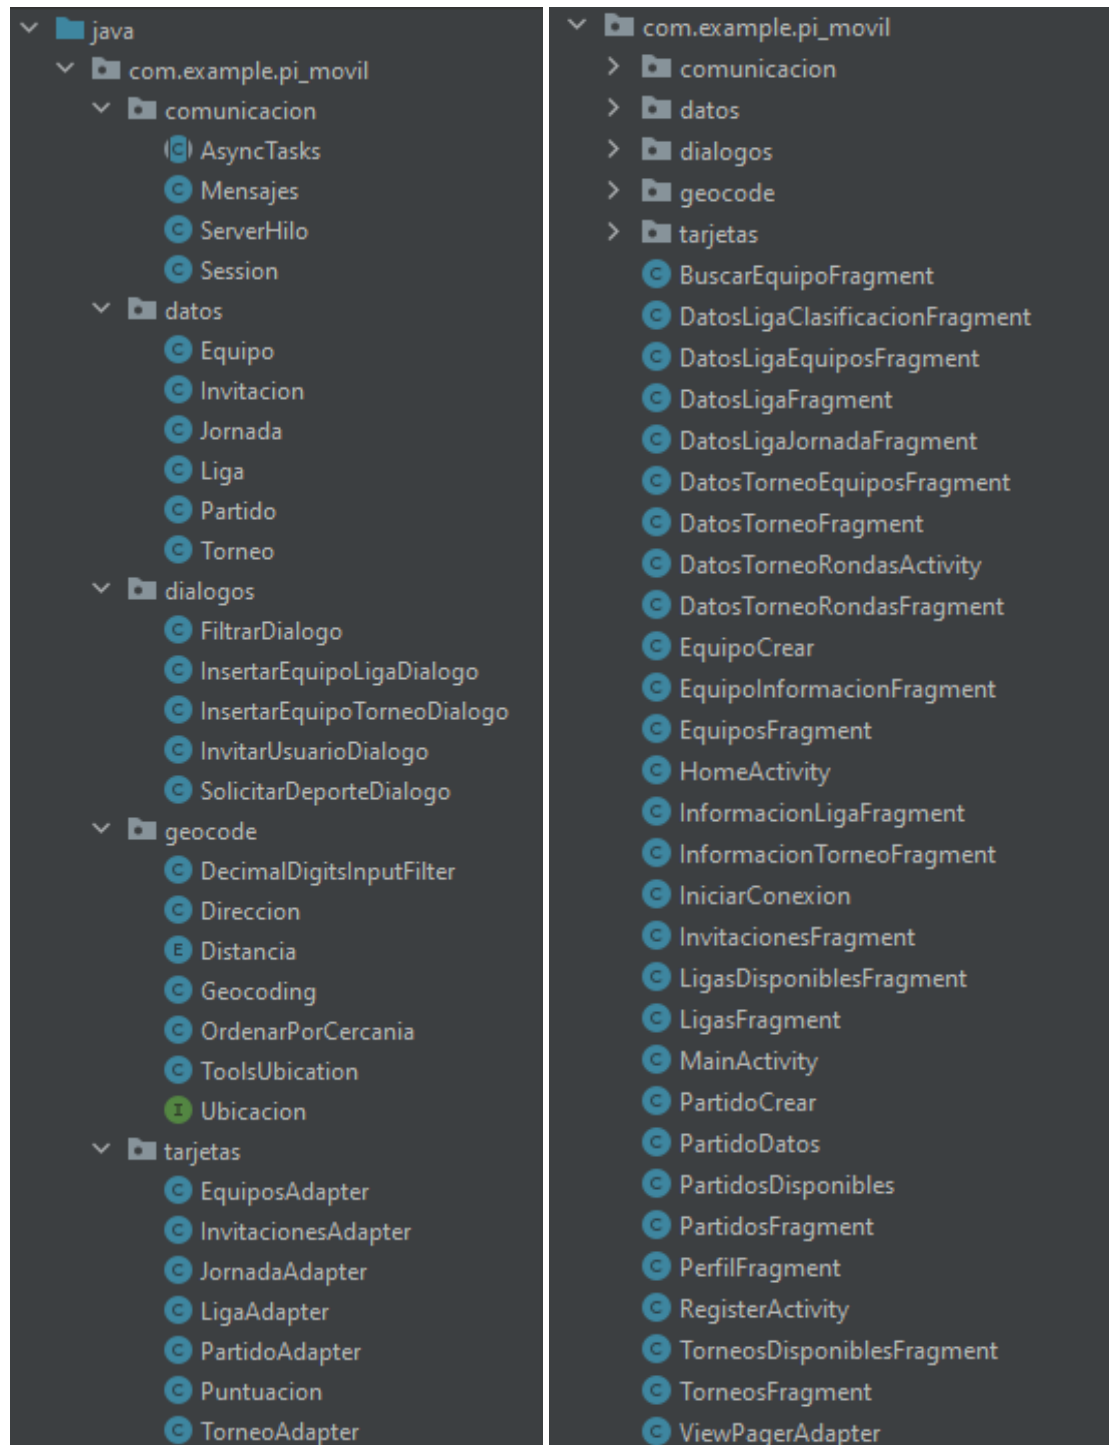 java
com.example.pi_movil
comunicacion
AsyncTasks
Mensajes
ServerHilo
Session
datos
Equipo
Invitacion
Jornada
Liga
Partido
Torneo
dialogos
FiltrarDialogo
InsertarEquipoLigaDialogo
InsertarEquipoTorneoDialogo
InvitarUsuarioDialogo
SolicitarDeporteDialogo
geocode
DecimalDigitsInputFilter
Direccion
Distancia
Geocoding
OrdenarPorCercania
ToolsUbication
Ubicacion
tarjetas
EquiposAdapter
InvitacionesAdapter
JornadaAdapter
LigaAdapter
PartidoAdapter
Puntuacion
TorneoAdapter
com.example.pi_movil
comunicacion
datos
dialogos
geocode
tarjetas
BuscarEquipoFragment
DatosLigaClasificacionFragment
DatosLigaEquiposFragment
DatosLigaFragment
DatosLigaJornadaFragment
DatosTorneoEquiposFragment
DatosTorneoFragment
DatosTorneoRondasActivity
DatosTorneoRondasFragment
EquipoCrear
EquipoInformacionFragment
EquiposFragment
HomeActivity
InformacionLigaFragment
InformacionTorneoFragment
IniciarConexion
InvitacionesFragment
LigasDisponiblesFragment
LigasFragment
MainActivity
PartidoCrear
PartidoDatos
PartidosDisponibles
PartidosFragment
PerfilFragment
RegisterActivity
TorneosDisponiblesFragment
TorneosFragment
ViewPagerAdapter